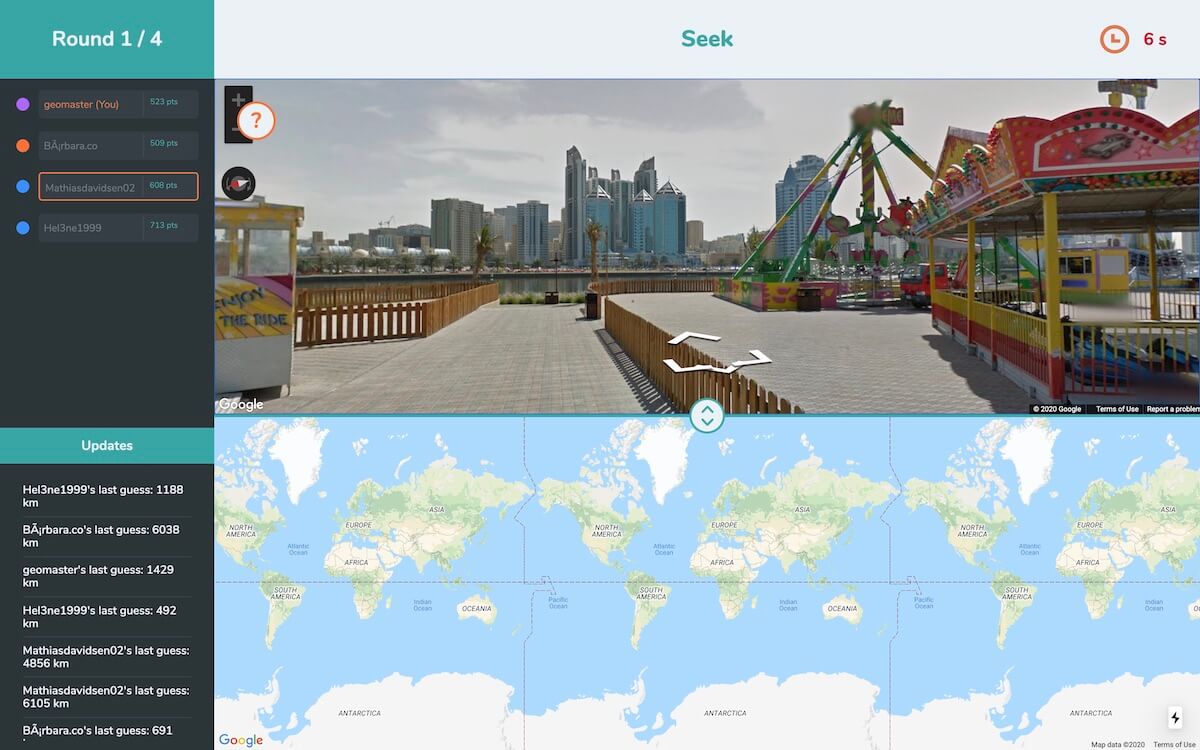 Round 1 / 4
Seek
6 s
geomaster (You)
523 pts
BÃ¡rbara.co
509 pts
Mathiasdavidsen02
608 pts
Hel3ne1999
713 pts
+
?
ENJOY
THE RIDE
Google
© 2020 Google
Terms of Use
Report a problem
Updates
Hel3ne1999's last guess: 1188
km
BÃ¡rbara.co's last guess: 6038
km
geomaster's last guess: 1429
km
Hel3ne1999's last guess: 492
km
Mathiasdavidsen02's last guess:
4856 km
Mathiasdavidsen02's last guess:
6105 km
BÃ¡rbara.co's last guess: 691
NORTH
AMERICA
Atlantic
Ocean
EUROPE
ASIA
AFRICA
SOUTH
AMERICA
Indian
Ocean
OCEANIA
Pacific
Ocean
ANTARCTICA
NORTH
AMERICA
Atlantic
Ocean
EUROPE
ASIA
AFRICA
SOUTH
AMERICA
Indian
Ocean
OCEANIA
Pacific
Ocean
ANTARCTICA
NORTH
AMERICA
Atlantic
Ocean
EUROPE
ASIA
AFRICA
SOUTH
AMERICA
Indian
Ocean
ANTARCTICA
Google
Map data ©2020
Terms of Use